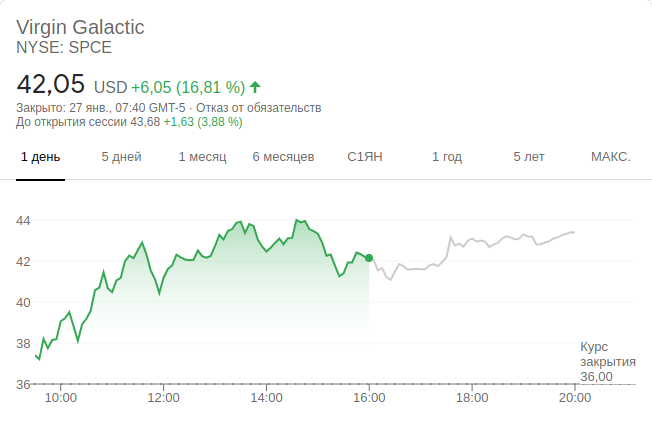 Virgin Galactic
NYSE: SPCE
42,05 USD +6,05 (16,81 %)
Закрыто: 27 янв., 07:40 GMT-5 · Отказ от обязательств
До открытия сессии 43,68 +1,63 (3,88 %)
1 день 5 дней 1 месяц 6 месяцев С1ЯН 1 год 5 лет МАКС.
44
42
40
38
36
Курс
закрытия
36,00
10:00 12:00 14:00 16:00 18:00 20:00